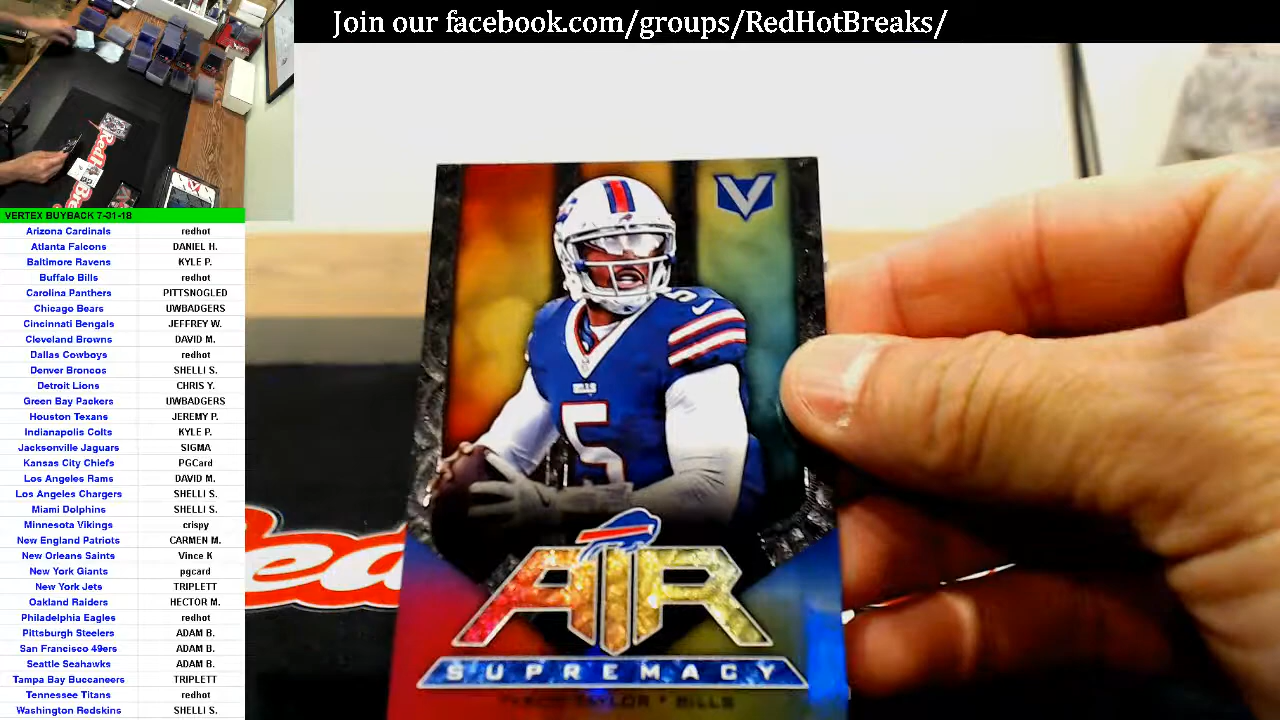 Join our facebook.com/groups/RedHotBreaks/
VERTEX BUYBACK 7-31-18
Arizona Cardinals redhot
Atlanta Falcons DANIEL H.
Baltimore Ravens KYLE P.
Buffalo Bills redhot
Carolina Panthers PITTSNOGLED
Chicago Bears UWBADGERS
Cincinnati Bengals JEFFREY W.
Cleveland Browns DAVID M.
Dallas Cowboys redhot
Denver Broncos SHELLI S.
Detroit Lions CHRIS Y.
Green Bay Packers UWBADGERS
Houston Texans JEREMY P.
Indianapolis Colts KYLE P.
Jacksonville Jaguars SIGMA
Kansas City Chiefs PGCard
Los Angeles Rams DAVID M.
Los Angeles Chargers SHELLI S.
Miami Dolphins SHELLI S.
Minnesota Vikings crispy
New England Patriots CARMEN M.
New Orleans Saints Vince K
New York Giants pgcard
New York Jets TRIPLETT
Oakland Raiders HECTOR M.
Philadelphia Eagles redhot
Pittsburgh Steelers ADAM B.
San Francisco 49ers ADAM B.
Seattle Seahawks ADAM B.
Tampa Bay Buccaneers TRIPLETT
Tennessee Titans redhot
Washington Redskins SHELLI S.
V
5
BILLS
5
AIR
SUPREMACY
TAYLOR • BILLS
Red